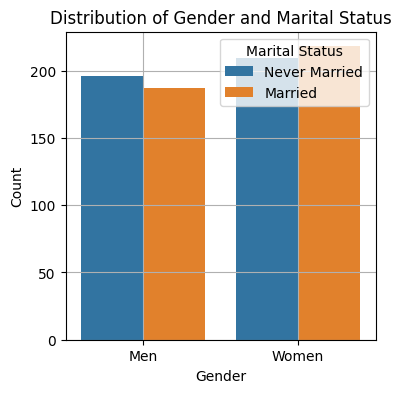 Distribution of Gender and Marital Status
Marital Status
Never Married
Married
200
150
100
50
0
Count
Men
Women
Gender